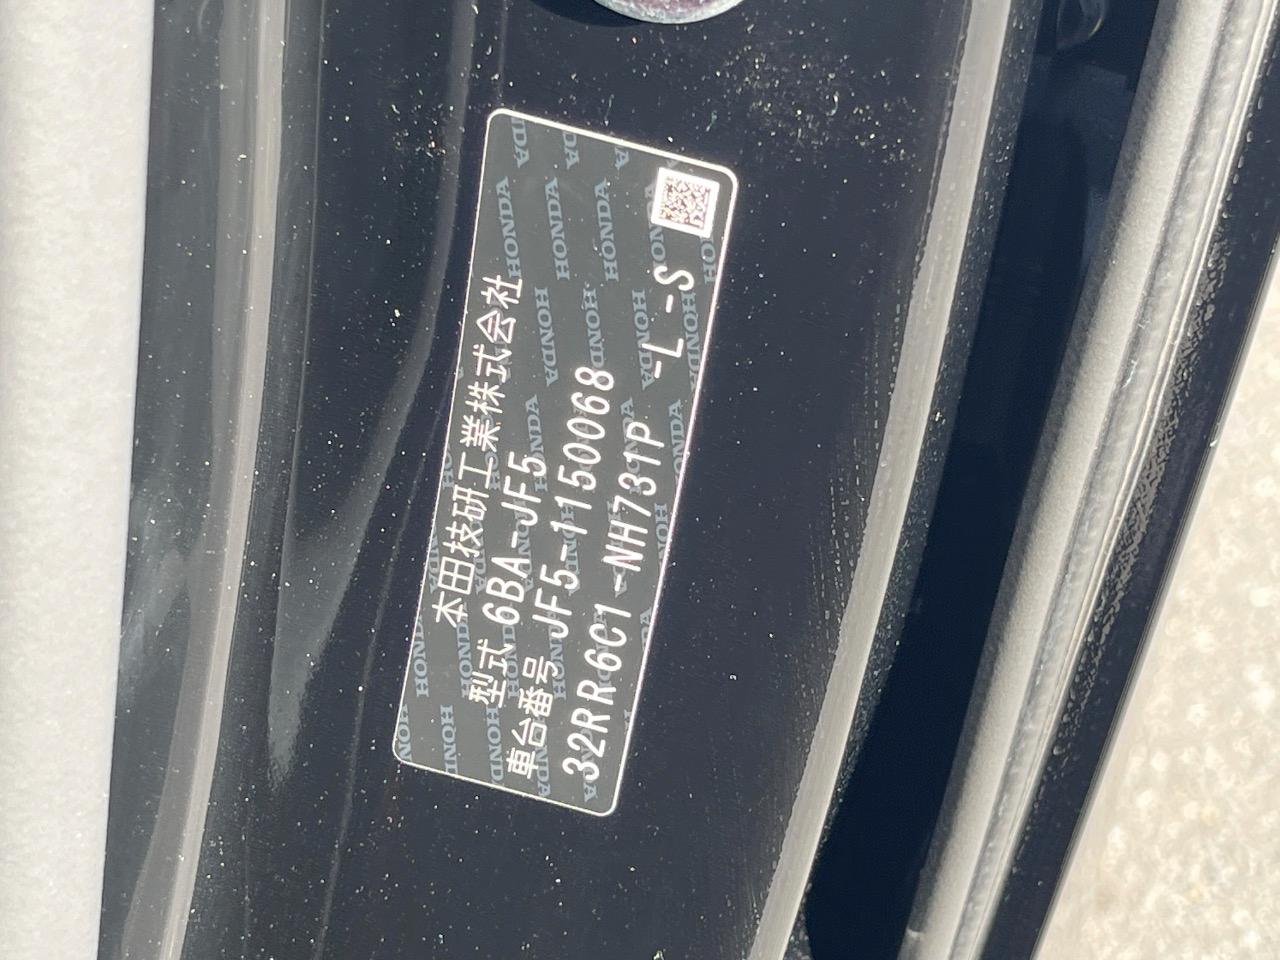 本田技研工業株式会社
型式 6BA-JF5
車台番号 JF5-1150068
32RR6C1-NH731P -L-S